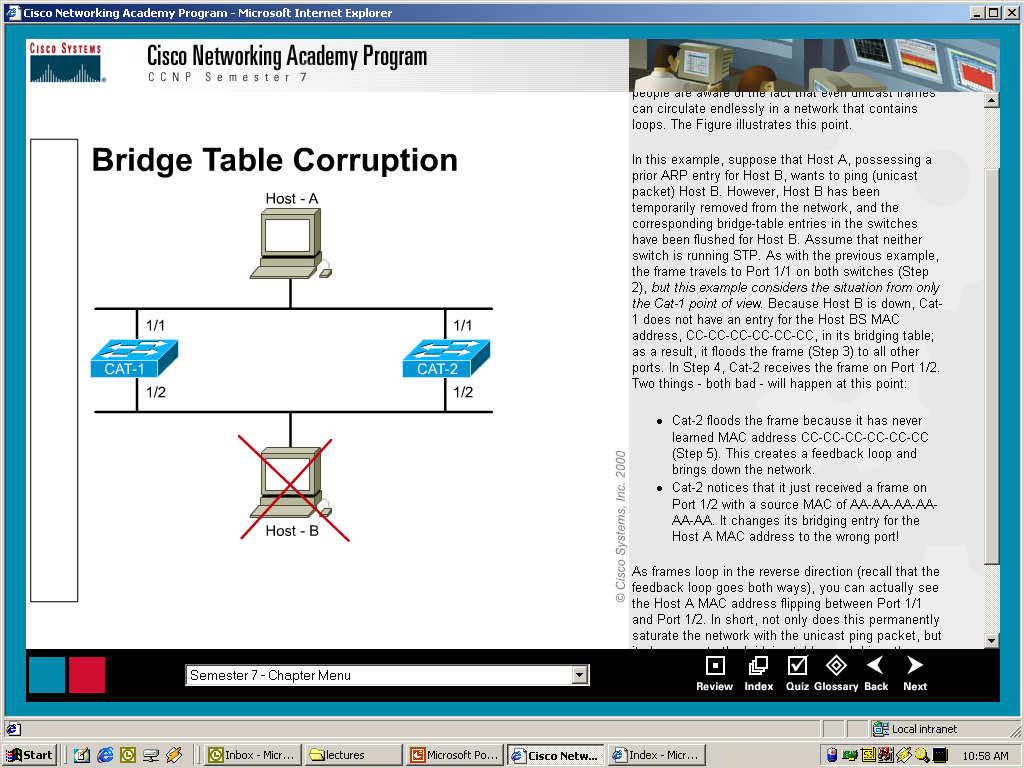 Cisco Networking Academy Program - Microsoft Internet Explorer
CISCO SYSTEMS
Cisco Networking Academy Program
CCNP Semester 7
Bridge Table Corruption
Host - A
1/1
1/1
CAT-1
CAT-2
1/2
1/2
Host - B
© Cisco Systems, Inc. 2000
people are aware of the fact that even unicast frames
can circulate endlessly in a network that contains
loops. The Figure illustrates this point.
In this example, suppose that Host A, possessing a
prior ARP entry for Host B, wants to ping (unicast
packet) Host B. However, Host B has been
temporarily removed from the network, and the
corresponding bridge-table entries in the switches
have been flushed for Host B. Assume that neither
switch is running STP. As with the previous example,
the frame travels to Port 1/1 on both switches (Step
2), but this example considers the situation from only
the Cat-1 point of view. Because Host B is down, Cat-
1 does not have an entry for the Host BS MAC
address, CC-CC-CC-CC-CC-CC, in its bridging table;
as a result, it floods the frame (Step 3) to all other
ports. In Step 4, Cat-2 receives the frame on Port 1/2.
Two things - both bad - will happen at this point:
• Cat-2 floods the frame because it has never
learned MAC address CC-CC-CC-CC-CC-CC
(Step 5). This creates a feedback loop and
brings down the network.
• Cat-2 notices that it just received a frame on
Port 1/2 with a source MAC of AA-AA-AA-AA-
AA-AA. It changes its bridging entry for the
Host A MAC address to the wrong port!
As frames loop in the reverse direction (recall that the
feedback loop goes both ways), you can actually see
the Host A MAC address flipping between Port 1/1
and Port 1/2. In short, not only does this permanently
saturate the network with the unicast ping packet, but
Semester 7 - Chapter Menu
Review Index Quiz Glossary Back Next
Local intranet
Start Inbox - Micr... lectures Microsoft Po... Cisco Netw... Index - Micr... 10:58 AM